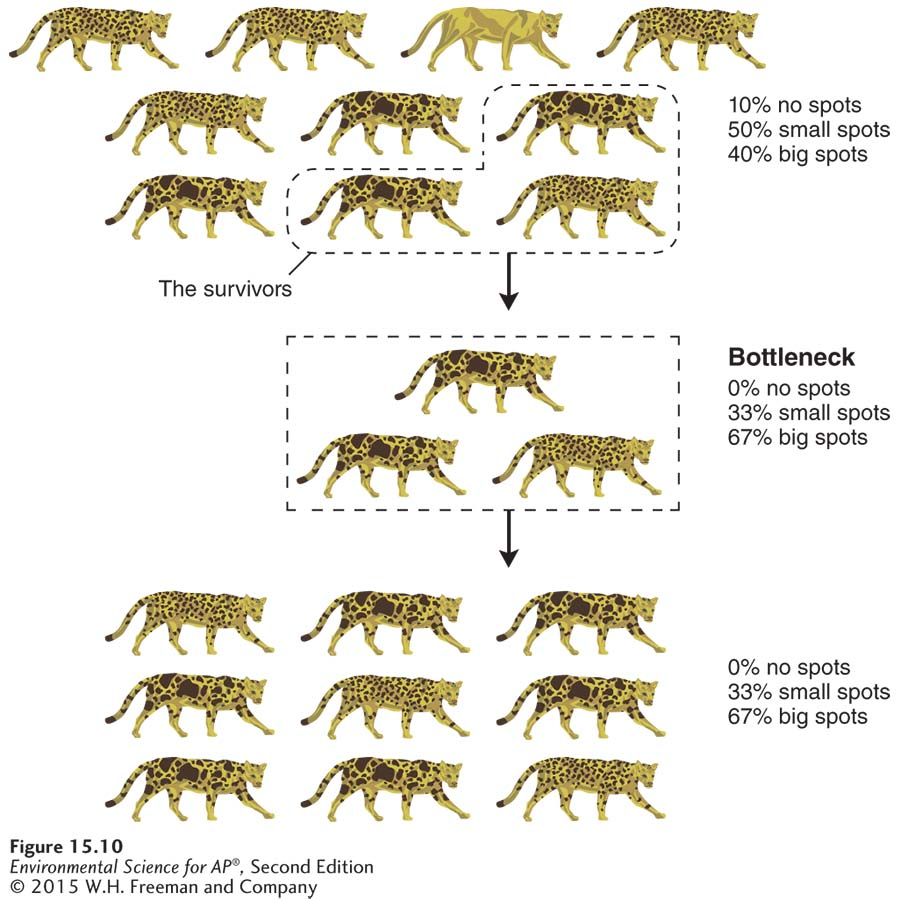 10% no spots
50% small spots
40% big spots
The survivors
Bottleneck
0% no spots
33% small spots
67% big spots
0% no spots
33% small spots
67% big spots
Figure 15.10
Environmental Science for AP®, Second Edition
© 2015 W.H. Freeman and Company